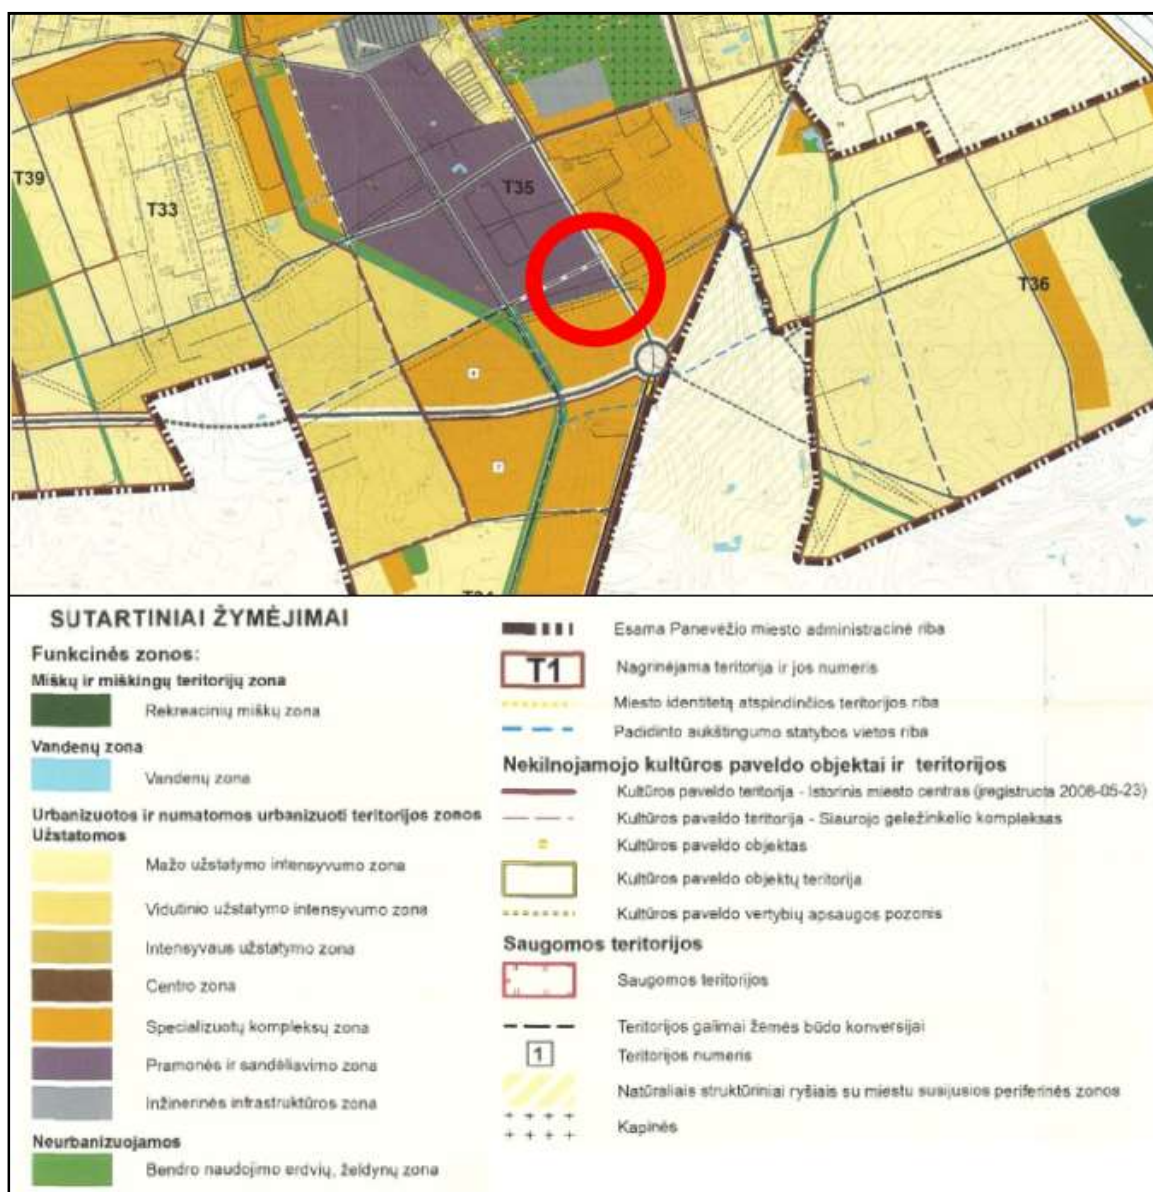 T39
T33
T35
T36
SUTARTINIAI ŽYMĖJIMAI
Funkcinės zonos:
Miškų ir miškingų teritorijų zona
Rekreacinių miškų zona
Vandenų zona
Vandenų zona
Urbanizuotos ir numatomos urbanizuoti teritorijos zonos
Užstatomos
Mažo užstatymo intensyvumo zona
Vidutinio užstatymo intensyvumo zona
Intensyvaus užstatymo zona
Centro zona
Specializuotų kompleksų zona
Pramonės ir sandėliavimo zona
Inžinerinės infrastruktūros zona
Neurbanizuojamos
Bendro naudojimo erdvių, želdynų zona
Esama Panevėžio miesto administracinė riba
T1
Nagrinėjama teritorija ir jos numeris
Miesto identitetą atspindinčios teritorijos riba
Padidinto aukštingumo statybos vietos riba
Nekilnojamojo kultūros paveldo objektai ir teritorijos
Kultūros paveldo teritorija - Istorinis miesto centras (įregistruota 2008-05-23)
Kultūros paveldo teritorija - Siaurojo geležinkelio kompleksas
Kultūros paveldo objektas
Kultūros paveldo objektų teritorija
Kultūros paveldo vertybių apsaugos pozonis
Saugomos teritorijos
Saugomos teritorijos
Teritorijos galimai žemės būdo konversijai
1
Teritorijos numeris
Natūraliais struktūriniai ryšiais su miestu susijusios periferinės zonos
Kapinės